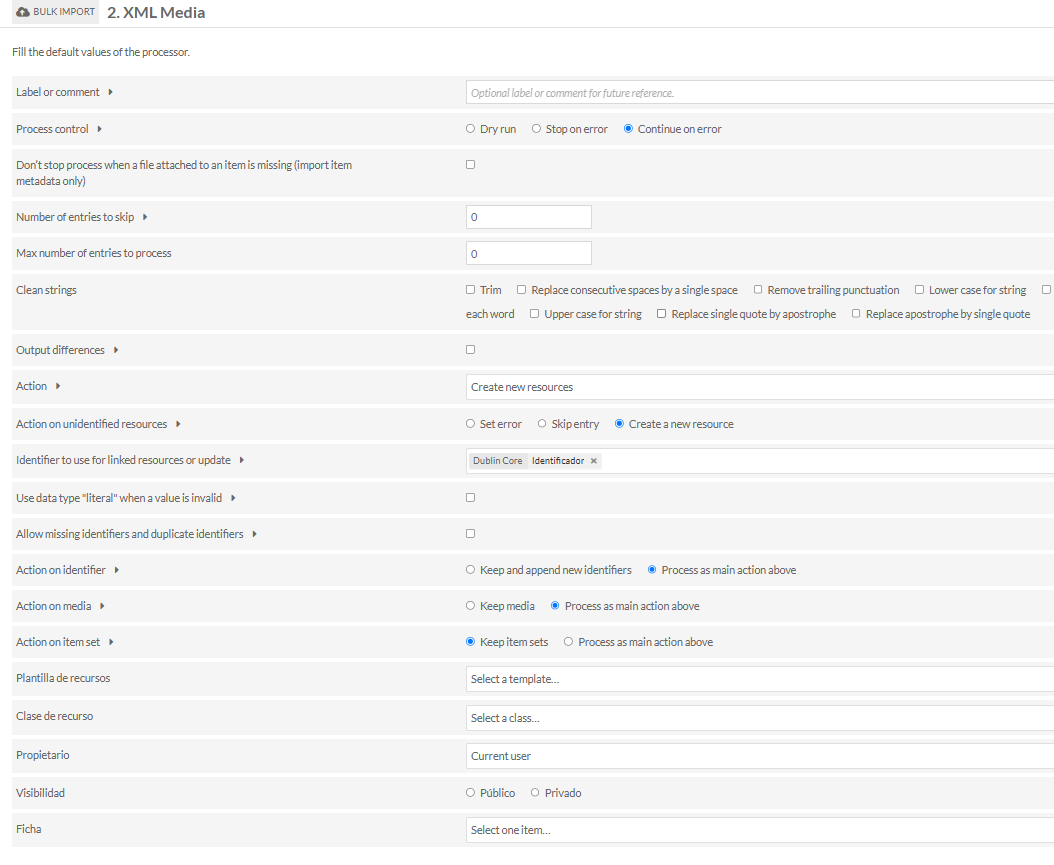 BULK IMPORT 2. XML Media
Fill the default values of the processor.
Label or comment
Optional label or comment for future reference.
Process control
Dry run Stop on error Continue on error
Don't stop process when a file attached to an item is missing (import item
metadata only)
Number of entries to skip
0
Max number of entries to process
0
Clean strings
Trim Replace consecutive spaces by a single space Remove trailing punctuation Lower case for string
each word Upper case for string Replace single quote by apostrophe Replace apostrophe by single quote
Output differences
Action
Create new resources
Action on unidentified resources
Set error Skip entry Create a new resource
Identifier to use for linked resources or update
Dublin Core Identificador ×
Use data type "literal" when a value is invalid
Allow missing identifiers and duplicate identifiers
Action on identifier
Keep and append new identifiers Process as main action above
Action on media
Keep media Process as main action above
Action on item set
Keep item sets Process as main action above
Plantilla de recursos
Select a template...
Clase de recurso
Select a class...
Propietario
Current user
Visibilidad
Público Privado
Ficha
Select one item...